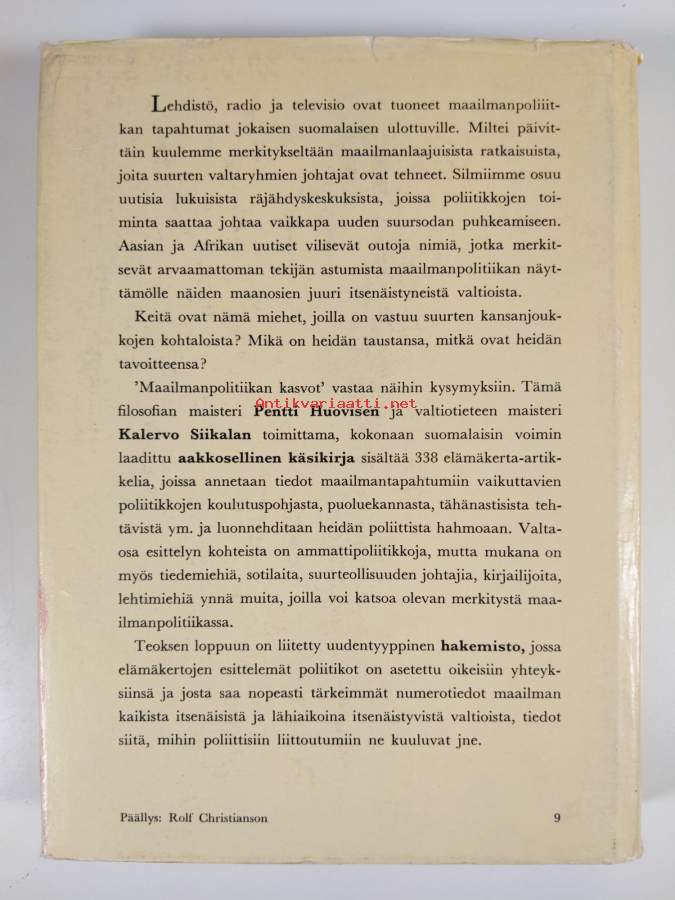 Lehdistö, radio ja televisio ovat tuoneet maailmanpoliiit-
kan tapahtumat jokaisen suomalaisen ulottuville. Miltei päivit-
täin kuulemme merkitykseltään maailmanlaajuisista ratkaisuista,
joita suurten valtaryhmien johtajat ovat tehneet. Silmiimme osuu
uutisia lukuisista räjähdyskeskuksista, joissa poliitikkojen toi-
minta saattaa johtaa vaikkapa uuden suursodan puhkeamiseen.
Aasian ja Afrikan uutiset vilisevät outoja nimiä, jotka merkit-
sevät arvaamattoman tekijän astumista maailmanpolitiikan näyt-
tämölle näiden maanosien juuri itsenäistyneistä valtioista.
Keitä ovat nämä miehet, joilla on vastuu suurten kansanjouk-
kojen kohtaloista? Mikä on heidän taustansa, mitkä ovat heidän
tavoitteensa?
'Maailmanpolitiikan kasvot' vastaa näihin kysymyksiin. Tämä
Antikvariaatti.net
filosofian maisteri Pentti Huovisen ja valtiotieteen maisteri
Kalervo Siikalan toimittama, kokonaan suomalaisin voimin
laadittu aakkosellinen käsikirja sisältää 338 elämäkerta-artik-
kelia, joissa annetaan tiedot maailmantapahtumiin vaikuttavien
poliitikkojen koulutuspohjasta, puoluekannasta, tähänastisista teh-
tävistä ym. ja luonnehditaan heidän poliittista hahmoaan. Valta-
osa esittelyn kohteista on ammattipoliitikkoja, mutta mukana on
myös tiedemiehiä, sotilaita, suurteollisuuden johtajia, kirjailijoita,
lehtimiehiä ynnä muita, joilla voi katsoa olevan merkitystä maa-
ilmanpolitiikassa.
Teoksen loppuun on liitetty uudentyyppinen hakemisto, jossa
elämäkertojen esittelemät poliitikot on asetettu oikeisiin yhteyk-
siinsä ja josta saa nopeasti tärkeimmät numerotiedot maailman
kaikista itsenäisistä ja lähiaikoina itsenäistyvistä valtioista, tiedot
siitä, mihin poliittisiin liittoutumiin ne kuuluvat jne.
Päällys: Rolf Christianson 9